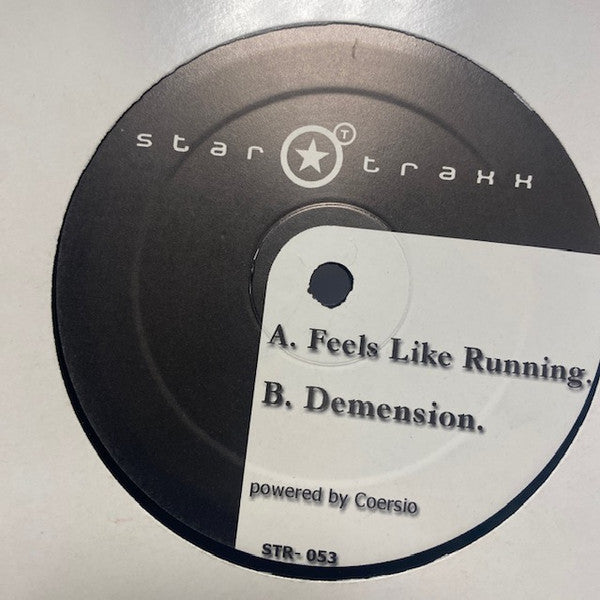 star T traxx
A. Feels Like Running.
B. Demension.
powered by Coersio
STR- 053